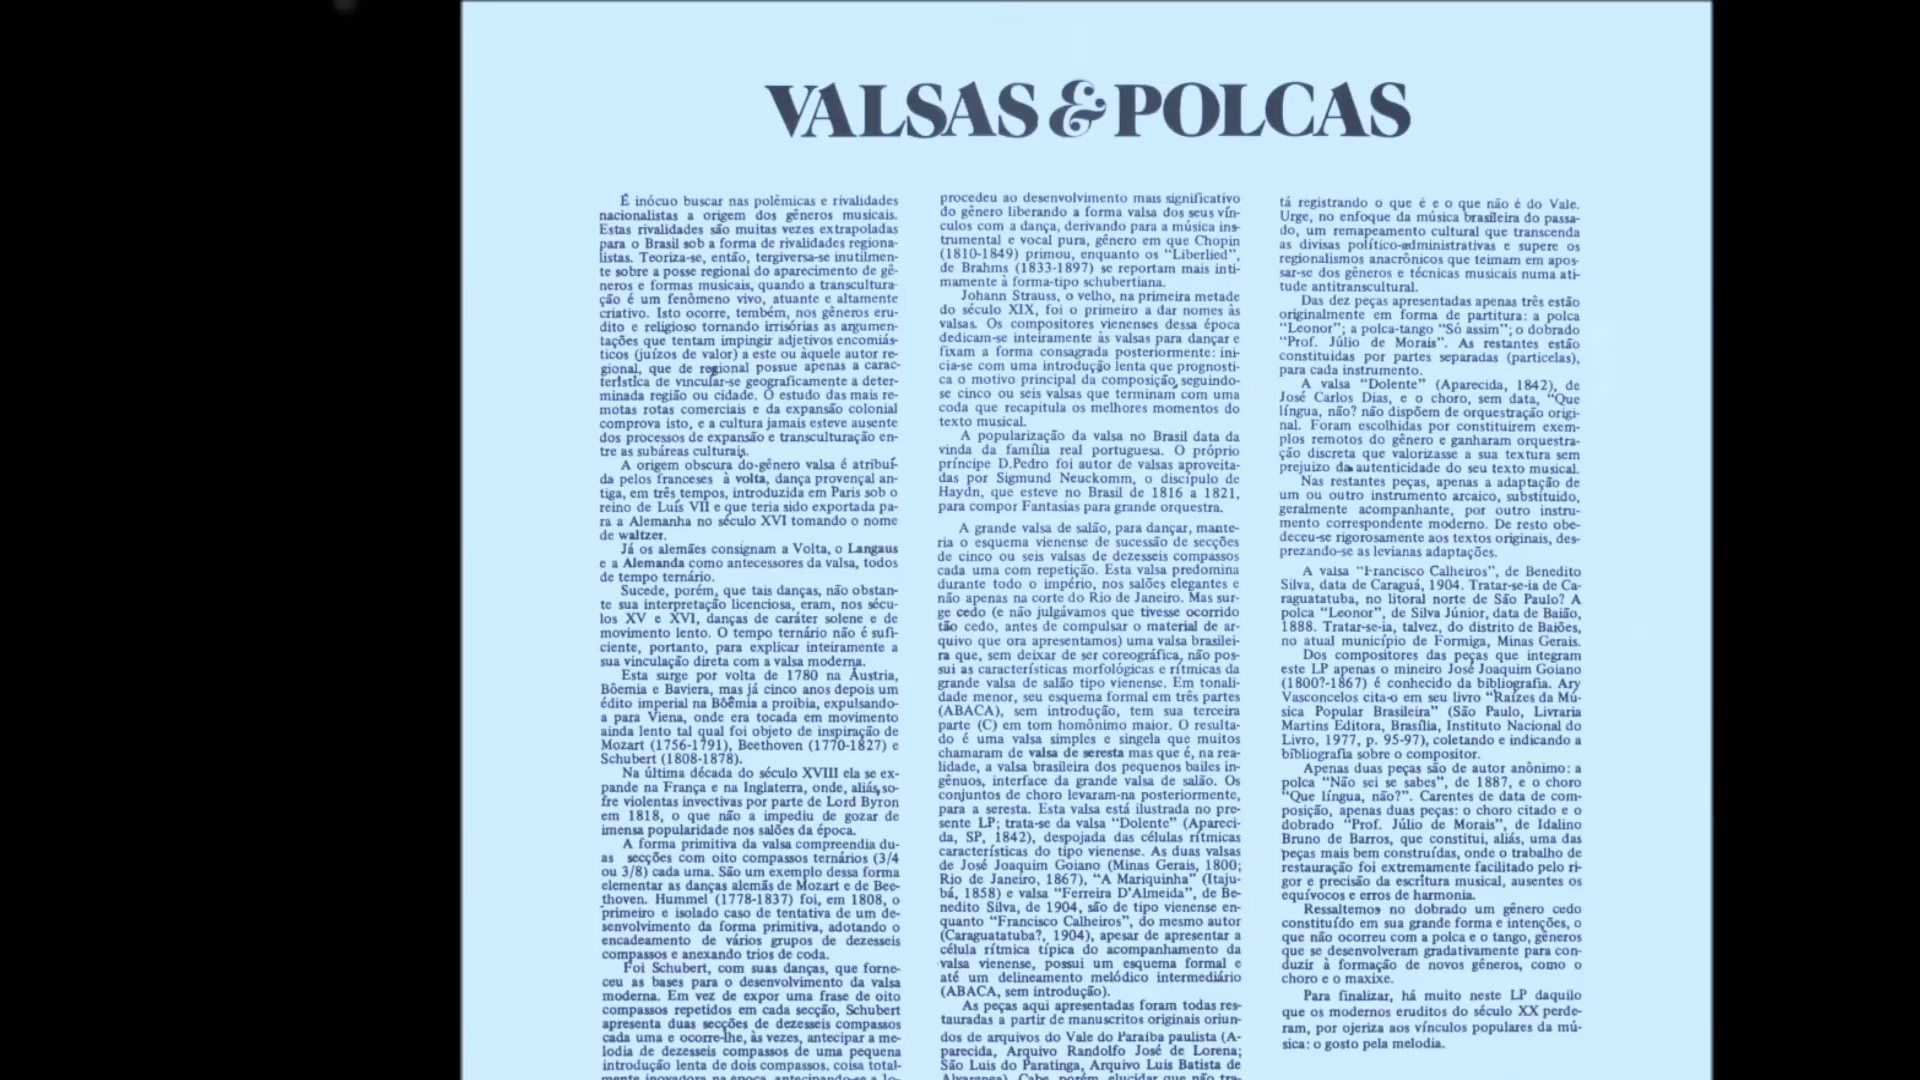 VALSAS & POLCAS
É inócuo buscar nas polêmicas e rivalidades
nacionalistas a origem dos gêneros musicais.
Estas rivalidades são muitas vezes extrapoladas
para o Brasil sob a forma de rivalidades regiona-
listas. Teoriza-se, então, tergiversa-se inutilmen-
te sobre a posse regional do aparecimento de gê-
neros e formas musicais, quando a transcultura-
ção é um fenômeno vivo, atuante e altamente
criativo. Isto ocorre, também, nos gêneros eru-
dito e religioso tornando irrisórias as argumen-
tações que tentam impingir adjetivos encomiás-
ticos (juízos de valor) a este ou àquele autor re-
gional, que de regional possue apenas a carac-
terística de vincular-se geograficamente a deter-
minada região ou cidade. O estudo das mais re-
motas rotas comerciais e da expansão colonial
comprova isto, e a cultura jamais esteve ausente
dos processos de expansão e transculturação en-
tre as subáreas culturais.
A origem obscura do-gênero valsa é atribuí-
da pelos franceses à volta, dança provençal an-
tiga, em três tempos, introduzida em Paris sob o
reino de Luís VII e que teria sido exportada pa-
ra a Alemanha no século XVI tomando o nome
de waltzer.
Já os alemães consignam a Volta, o Langaus
e a Alemanda como antecessores da valsa, todos
de tempo ternário.
Sucede, porém, que tais danças, não obstan-
te sua interpretação licenciosa, eram, nos sécu-
los XV e XVI, danças de caráter solene e de
movimento lento. O tempo ternário não é sufi-
ciente, portanto, para explicar inteiramente a
sua vinculação direta com a valsa moderna.
Esta surge por volta de 1780 na Áustria,
Bôemia e Baviera, mas já cinco anos depois um
édito imperial na Bôêmia a proibia, expulsando-
a para Viena, onde era tocada em movimento
ainda lento tal qual foi objeto de inspiração de
Mozart (1756-1791), Beethoven (1770-1827) e
Schubert (1808-1878).
Na última década do século XVIII ela se ex-
pande na França e na Inglaterra, onde, aliás, so-
fre violentas invectivas por parte de Lord Byron
em 1818, o que não a impediu de gozar de
imensa popularidade nos salões da época.
A forma primitiva da valsa compreendia du-
as secções com oito compassos ternários (3/4
ou 3/8) cada uma. São um exemplo dessa forma
elementar as danças alemãs de Mozart e de Bee-
thoven. Hummel (1778-1837) foi, em 1808, o
primeiro e isolado caso de tentativa de um de-
senvolvimento da forma primitiva, adotando o
encadeamento de vários grupos de dezesseis
compassos e anexando trios de coda.
Foi Schubert, com suas danças, que forne-
ceu as bases para o desenvolvimento da valsa
moderna. Em vez de expor uma frase de oito
compassos repetidos em cada secção, Schubert
apresenta duas secções de dezesseis compassos
cada uma e ocorre-lhe, às vezes, antecipar a me-
lodia de dezesseis compassos de uma pequena
introdução lenta de dois compassos, coisa total-
mente inovadora na época, antecipando-se a Jo-
procedeu ao desenvolvimento mais significativo
do gênero liberando a forma valsa dos seus vín-
culos com a dança, derivando para a música ins-
trumental e vocal pura, gênero em que Chopin
(1810-1849) primou, enquanto os "Liberlied",
de Brahms (1833-1897) se reportam mais inti-
mamente à forma-tipo schubertiana.
Johann Strauss, o velho, na primeira metade
do século XIX, foi o primeiro a dar nomes às
valsas. Os compositores vienenses dessa época
dedicam-se inteiramente às valsas para dançar e
fixam a forma consagrada posteriormente: ini-
cia-se com uma introdução lenta que prognosti-
ca o motivo principal da composição, seguindo-
se cinco ou seis valsas que terminam com uma
coda que recapitula os melhores momentos do
texto musical.
A popularização da valsa no Brasil data da
vinda da família real portuguesa. O próprio
príncipe D.Pedro foi autor de valsas aproveita-
das por Sigmund Neuckomm, o discípulo de
Haydn, que esteve no Brasil de 1816 a 1821,
para compor Fantasias para grande orquestra.
A grande valsa de salão, para dançar, mante-
ria o esquema vienense de sucessão de secções
de cinco ou seis valsas de dezesseis compassos
cada uma com repetição. Esta valsa predomina
durante todo o império, nos salões elegantes e
não apenas na corte do Rio de Janeiro. Mas sur-
ge cedo (e não julgávamos que tivesse ocorrido
tão cedo, antes de compulsar o material de ar-
quivo que ora apresentamos) uma valsa brasilei-
ra que, sem deixar de ser coreográfica, não pos-
sui as características morfológicas e rítmicas da
grande valsa de salão tipo vienense. Em tonali-
dade menor, seu esquema formal em três partes
(ABACA), sem introdução, tem sua terceira
parte (C) em tom homônimo maior. O resulta-
do é uma valsa simples e singela que muitos
chamaram de valsa de seresta mas que é, na rea-
lidade, a valsa brasileira dos pequenos bailes in-
gênuos, interface da grande valsa de salão. Os
conjuntos de choro levaram-na posteriormente,
para a seresta. Esta valsa está ilustrada no pre-
sente LP; trata-se da valsa "Dolente" (Apareci-
da, SP, 1842), despojada das células rítmicas
características do tipo vienense. As duas valsas
de José Joaquim Goiano (Minas Gerais, 1800;
Rio de Janeiro, 1867), "A Mariquinha" (Itaju-
bá, 1858) e valsa "Ferreira D'Almeida", de Be-
nedito Silva, de 1904, são de tipo vienense en-
quanto "Francisco Calheiros", do mesmo autor
(Caraguatatuba?, 1904), apesar de apresentar a
célula rítmica típica do acompanhamento da
valsa vienense, possui um esquema formal e
até um delineamento melódico intermediário
(ABACA, sem introdução).
As peças aqui apresentadas foram todas res-
tauradas a partir de manuscritos originais oriun-
dos de arquivos do Vale do Paraíba paulista (A-
parecida, Arquivo Randolfo José de Lorena;
São Luis do Paratinga, Arquivo Luis Batista de
Alvarenga). Cabe, porém, elucidar que não tra-
tá registrando o que é e o que não é do Vale.
Urge, no enfoque da música brasileira do passa-
do, um remapeamento cultural que transcenda
as divisas político-administrativas e supere os
regionalismos anacrônicos que teimam em apos-
sar-se dos gêneros e técnicas musicais numa ati-
tude antitranscultural.
Das dez peças apresentadas apenas três estão
originalmente em forma de partitura: a polca
"Leonor"; a polca-tango "Só assim"; o dobrado
"Prof. Júlio de Morais". As restantes estão
constituidas por partes separadas (particelas),
para cada instrumento.
A valsa "Dolente" (Aparecida, 1842), de
José Carlos Dias, e o choro, sem data, "Que
língua, não? não dispõem de orquestração origi-
nal. Foram escolhidas por constituirem exem-
plos remotos do gênero e ganharam orquestra-
ção discreta que valorizasse a sua textura sem
prejuizo da autenticidade do seu texto musical.
Nas restantes peças, apenas a adaptação de
um ou outro instrumento arcaico, substituido,
geralmente acompanhante, por outro instru-
mento correspondente moderno. De resto obe-
deceu-se rigorosamente aos textos originais, des-
prezando-se as levianas adaptações.
A valsa "Francisco Calheiros", de Benedito
Silva, data de Caraguá, 1904. Tratar-se-ia de Ca-
raguatatuba, no litoral norte de São Paulo? A
polca "Leonor", de Silva Júnior, data de Baião,
1888. Tratar-se-ia, talvez, do distrito de Baiões,
no atual município de Formiga, Minas Gerais.
Dos compositores das peças que integram
este LP apenas o mineiro José Joaquim Goiano
(1800?-1867) é conhecido da bibliografia. Ary
Vasconcelos cita-o em seu livro "Raízes da Mú-
sica Popular Brasileira" (São Paulo, Livraria
Martins Editora, Brasília, Instituto Nacional do
Livro, 1977, p. 95-97), coletando e indicando a
bibliografia sobre o compositor.
Apenas duas peças são de autor anônimo: a
polca "Não sei se sabes", de 1887, e o choro
"Que língua, não?". Carentes de data de com-
posição, apenas duas peças: o choro citado e o
dobrado "Prof. Júlio de Morais", de Idalino
Bruno de Barros, que constitui, aliás, uma das
peças mais bem construídas, onde o trabalho de
restauração foi extremamente facilitado pelo ri-
gor e precisão da escritura musical, ausentes os
equívocos e erros de harmonia.
Ressaltemos no dobrado um gênero cedo
constituído em sua grande forma e intenções, o
que não ocorreu com a polca e o tango, gêneros
que se desenvolveram gradativamente para con-
duzir à formação de novos gêneros, como o
choro e o maxixe.
Para finalizar, há muito neste LP daquilo
que os modernos eruditos do século XX perde-
ram, por ojeriza aos vínculos populares da mú-
sica: o gosto pela melodia.